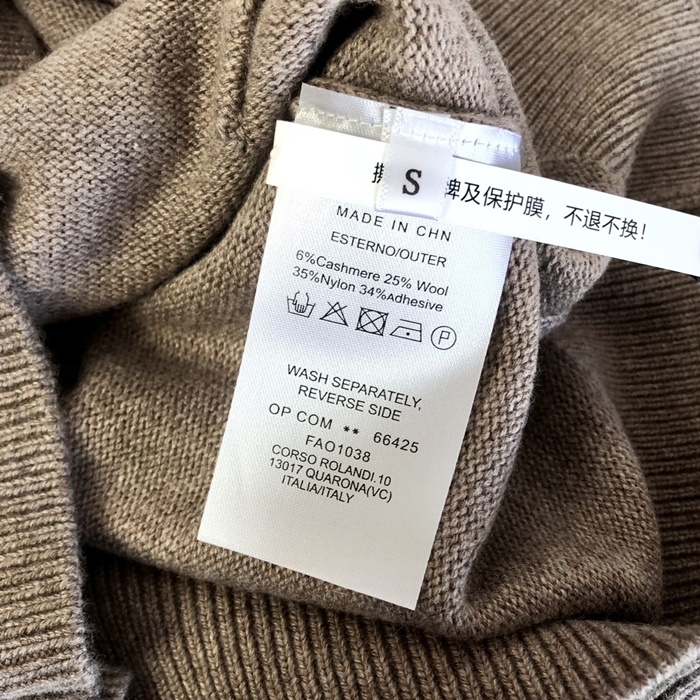 S
牌及保护膜，不退不换！
MADE IN CHN
ESTERNO/OUTER
6%Cashmere 25% Wool
35%Nylon 34%Adhesive
P
WASH SEPARATELY,
REVERSE SIDE
OP COM ** 66425
FAO1038
CORSO ROLANDI.10
13017 QUARONA(VC)
ITALIA/ITALY